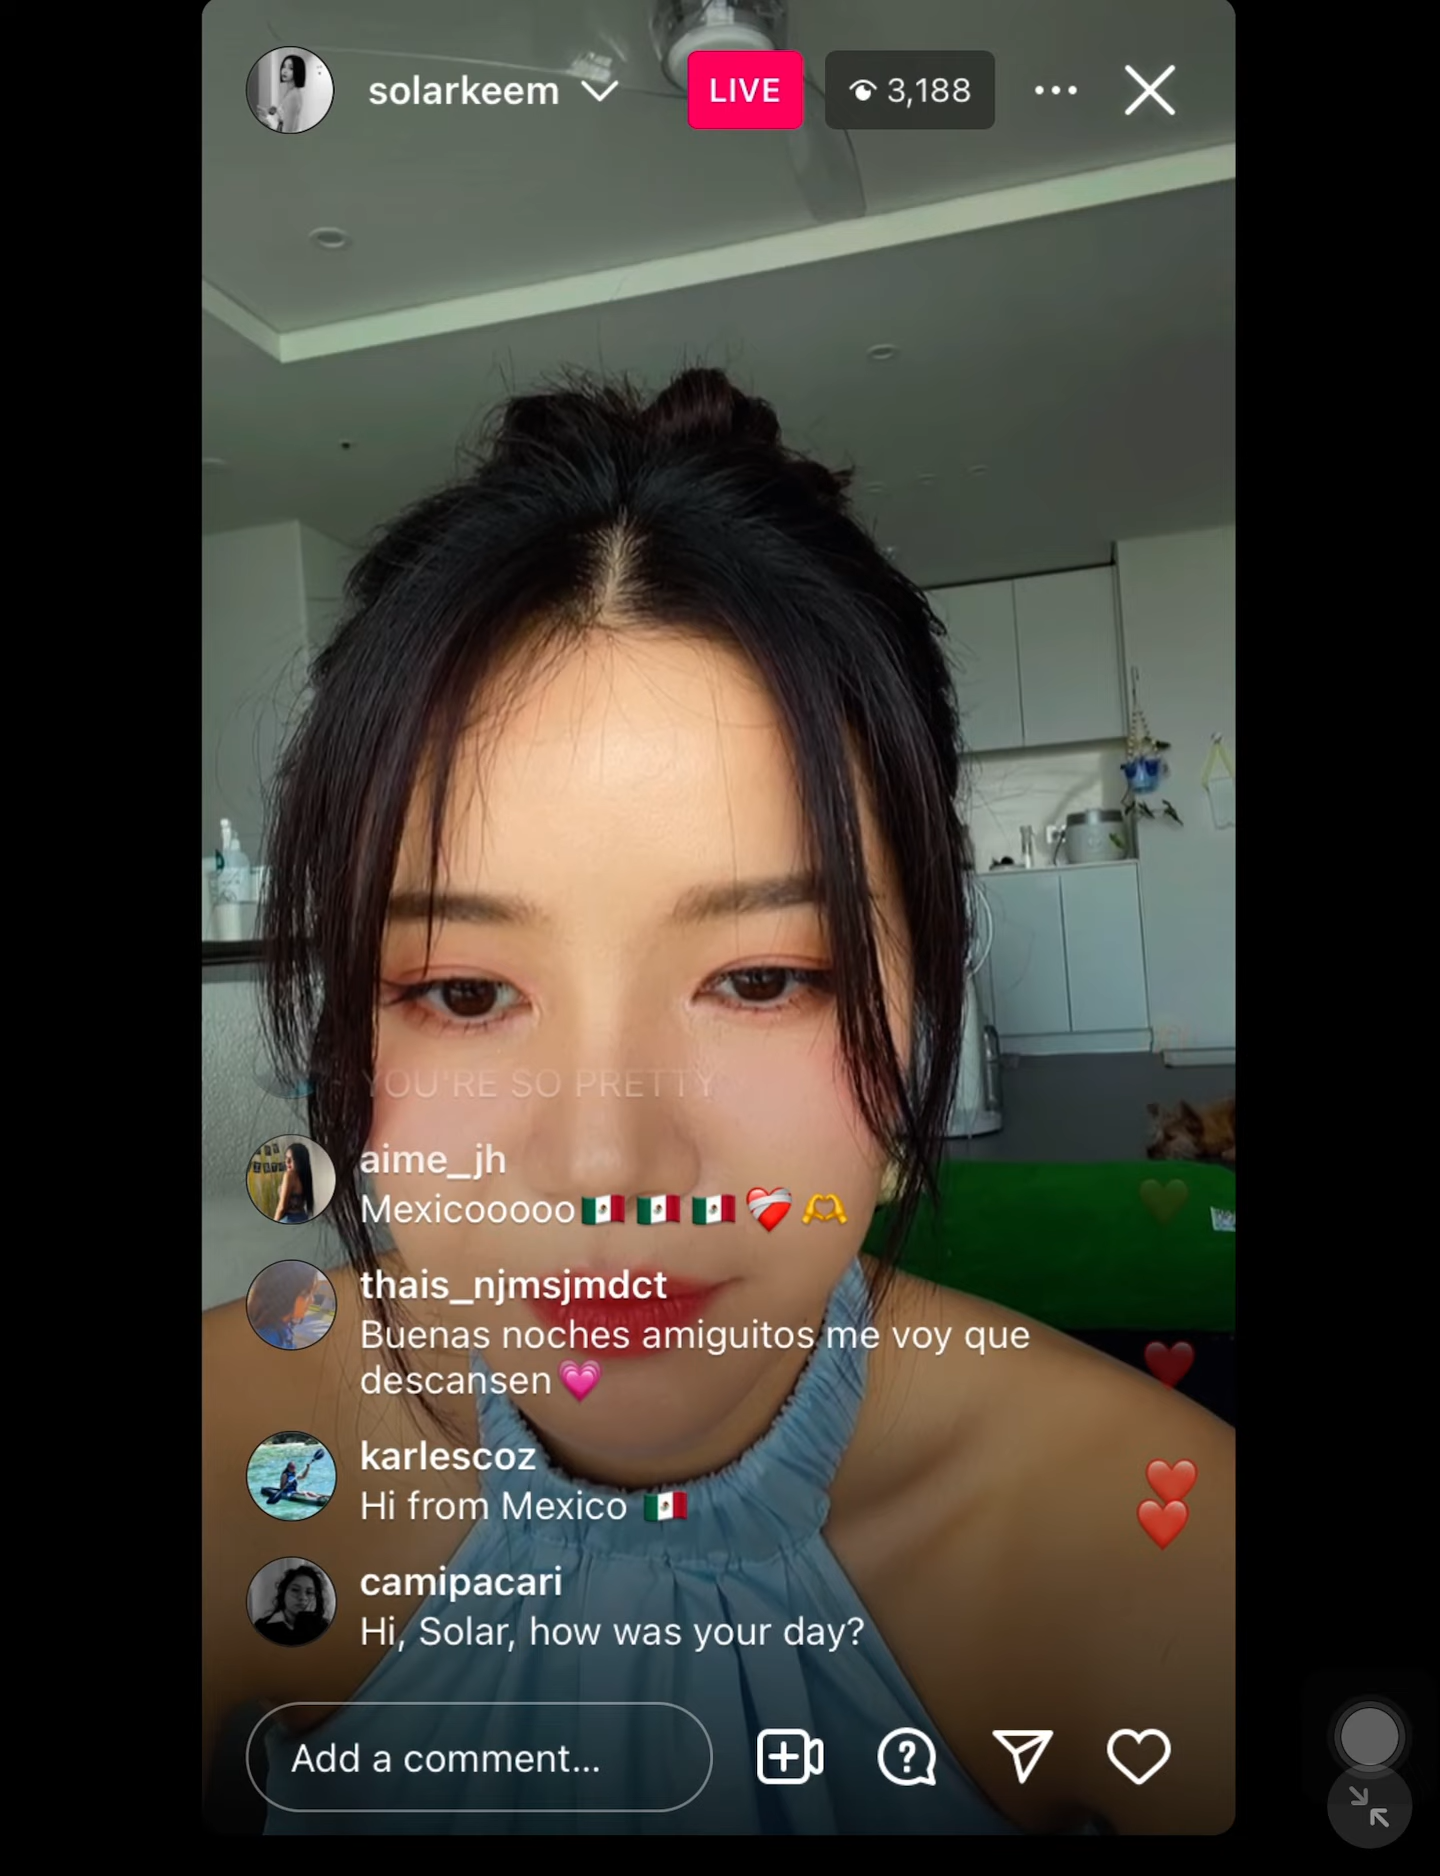 solarkeem
LIVE
3,188
YOU'RE SO PRETTY
aime_jh
Mexicooooo🇲🇽🇲🇽🇲🇽❤️‍🩹🫶
thais_njmsjmdct
Buenas noches amiguitos me voy que
descansen💗
karlescoz
Hi from Mexico 🇲🇽
camipacari
Hi, Solar, how was your day?
Add a comment...